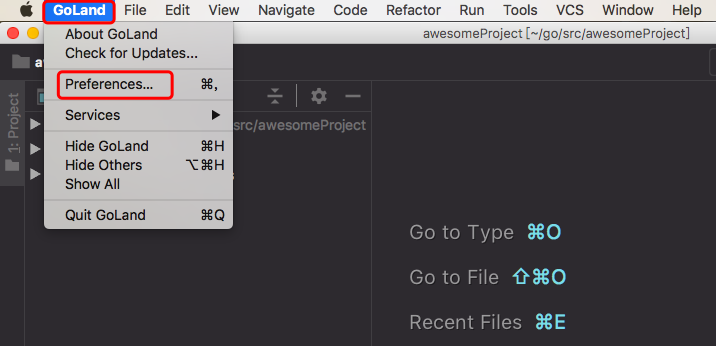 GoLand File Edit View Navigate Code Refactor Run Tools VCS Window Help
awesomeProject [~/go/src/awesomeProject]
About GoLand
Check for Updates...
Preferences... ⌘,
1: Project
Services ▶
src/awesomeProject
Hide GoLand ⌘H
Hide Others ⌥⌘H
Show All
Quit GoLand ⌘Q
Go to Type ⌘O
Go to File ⇧⌘O
Recent Files ⌘E